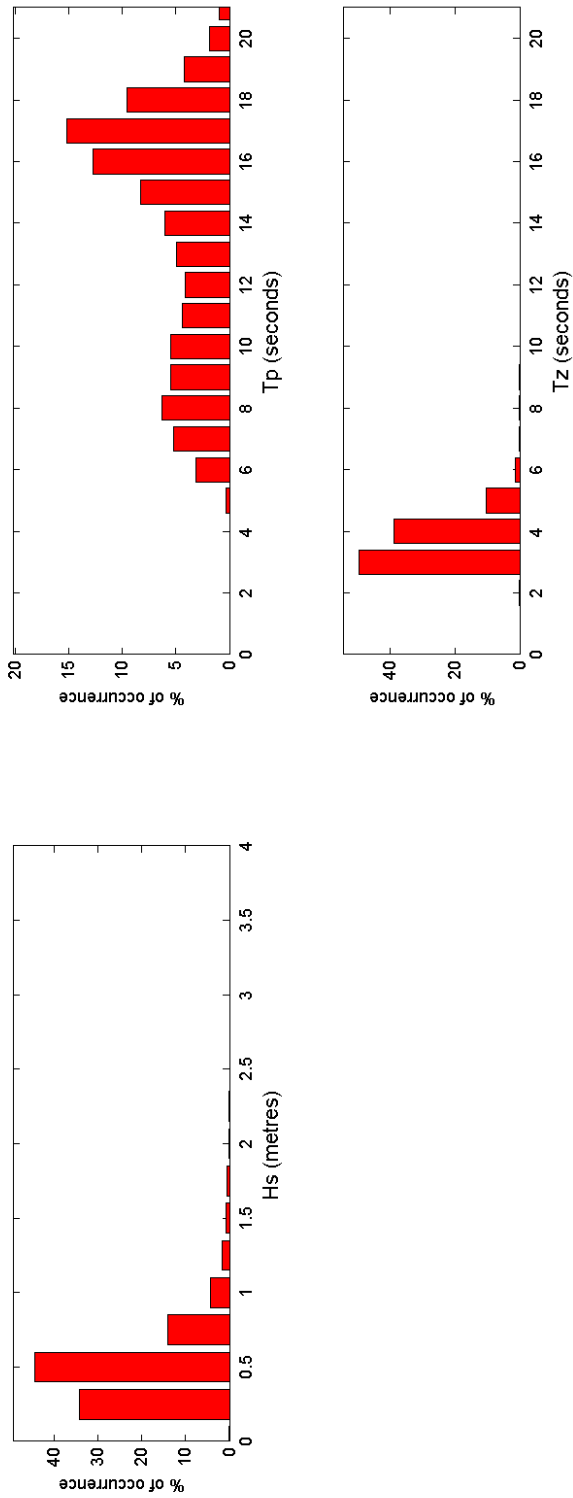 % of occurrence
0 10 20 30 40
0 0.5 1 1.5 2 2.5 3 3.5 4
Hs (metres)
% of occurrence
0 5 10 15 20
0 2 4 6 8 10 12 14 16 18 20
Tp (seconds)
% of occurrence
0 20 40
0 2 4 6 8 10 12 14 16 18 20
Tz (seconds)